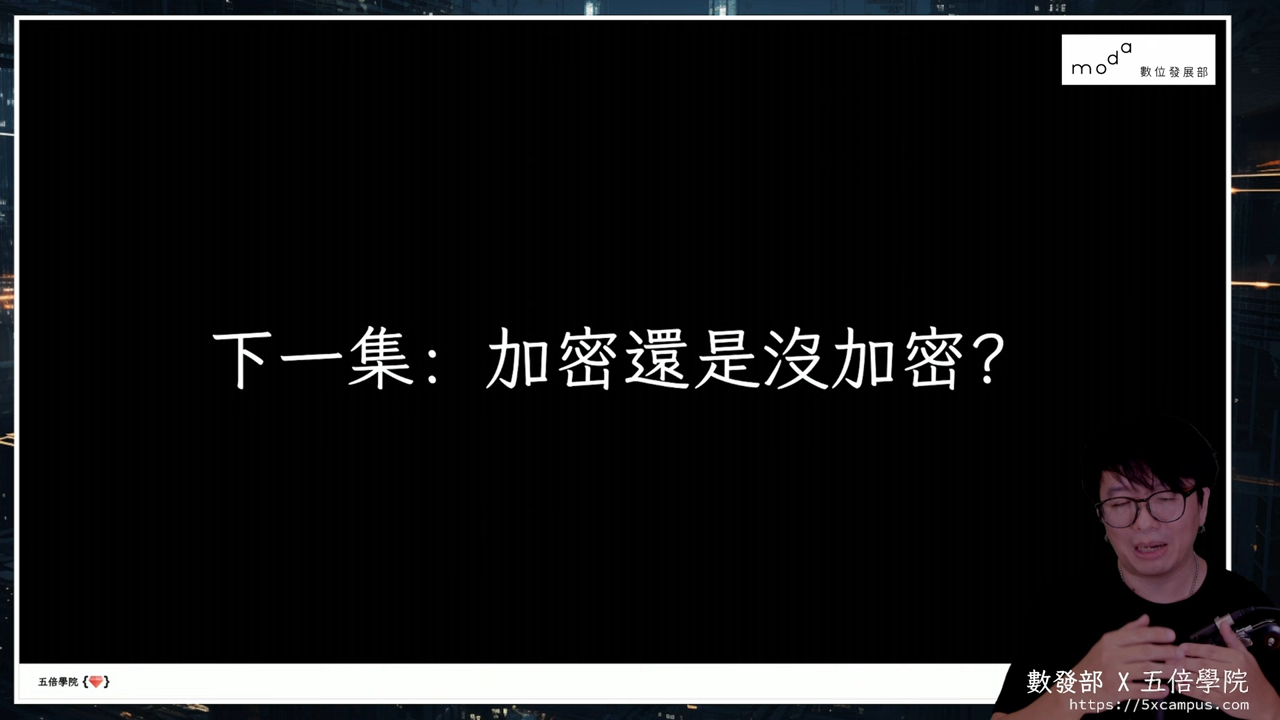 moda 數位發展部
下一集：加密還是沒加密？
五倍學院 {❤}
數發部 X 五倍學院
https://5xcampus.com